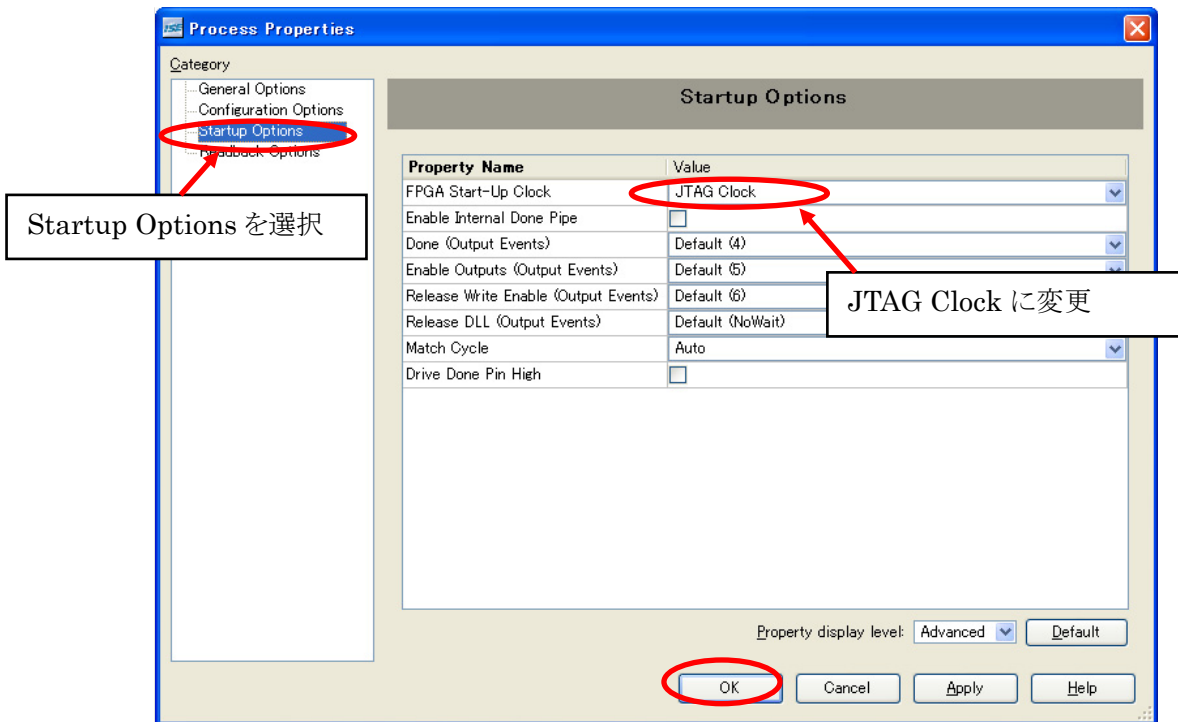 ISE Process Properties
Category
General Options
Configuration Options
Startup Options
Readback Options
Startup Options
Property Name Value
FPGA Start-Up Clock JTAG Clock
Enable Internal Done Pipe
Done (Output Events) Default (4)
Enable Outputs (Output Events) Default (5)
Release Write Enable (Output Events) Default (6)
Release DLL (Output Events) Default (NoWait)
Match Cycle Auto
Drive Done Pin High
Startup Options を選択
JTAG Clock に変更
Property display level: Advanced Default
OK Cancel Apply Help